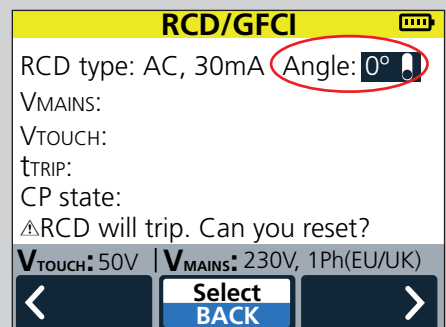 RCD/GFCI
RCD type: AC, 30mA Angle: 0º
VMAINS:
VTOUCH:
tTRIP:
CP state:
⚠RCD will trip. Can you reset?
VTOUCH: 50V | VMAINS: 230V, 1Ph(EU/UK)
< Select >
BACK